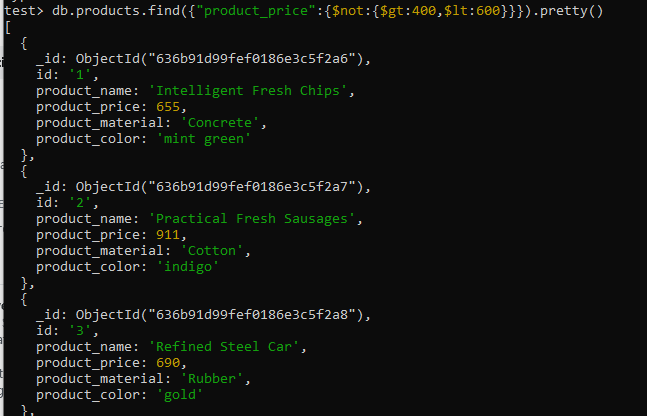 test> db.products.find({"product_price":{$not:{$gt:400,$lt:600}}}).pretty()
[
  {
    _id: ObjectId("636b91d99fef0186e3c5f2a6"),
    id: '1',
    product_name: 'Intelligent Fresh Chips',
    product_price: 655,
    product_material: 'Concrete',
    product_color: 'mint green'
  },
  {
    _id: ObjectId("636b91d99fef0186e3c5f2a7"),
    id: '2',
    product_name: 'Practical Fresh Sausages',
    product_price: 911,
    product_material: 'Cotton',
    product_color: 'indigo'
  },
  {
    _id: ObjectId("636b91d99fef0186e3c5f2a8"),
    id: '3',
    product_name: 'Refined Steel Car',
    product_price: 690,
    product_material: 'Rubber',
    product_color: 'gold'
  },